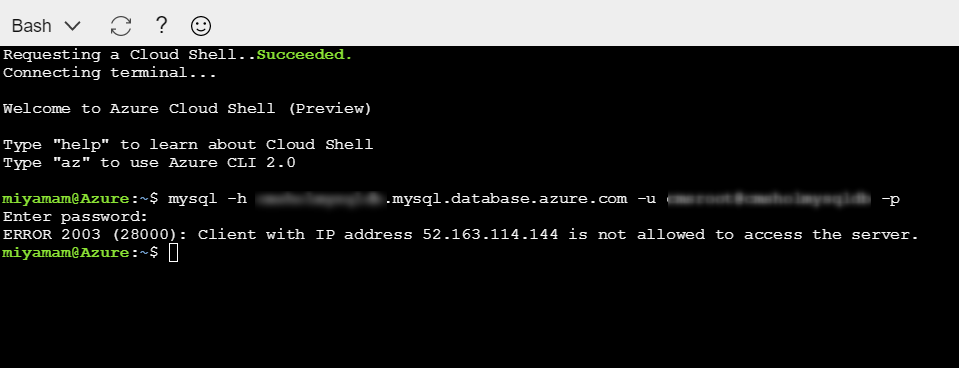 Bash
?
Requesting a Cloud Shell..Succeeded.
Connecting terminal...
Welcome to Azure Cloud Shell (Preview)
Type "help" to learn about Cloud Shell
Type "az" to use Azure CLI 2.0
miyamam@Azure:~$ mysql -h .mysql.database.azure.com -u -p
Enter password:
ERROR 2003 (28000): Client with IP address 52.163.114.144 is not allowed to access the server.
miyamam@Azure:~$